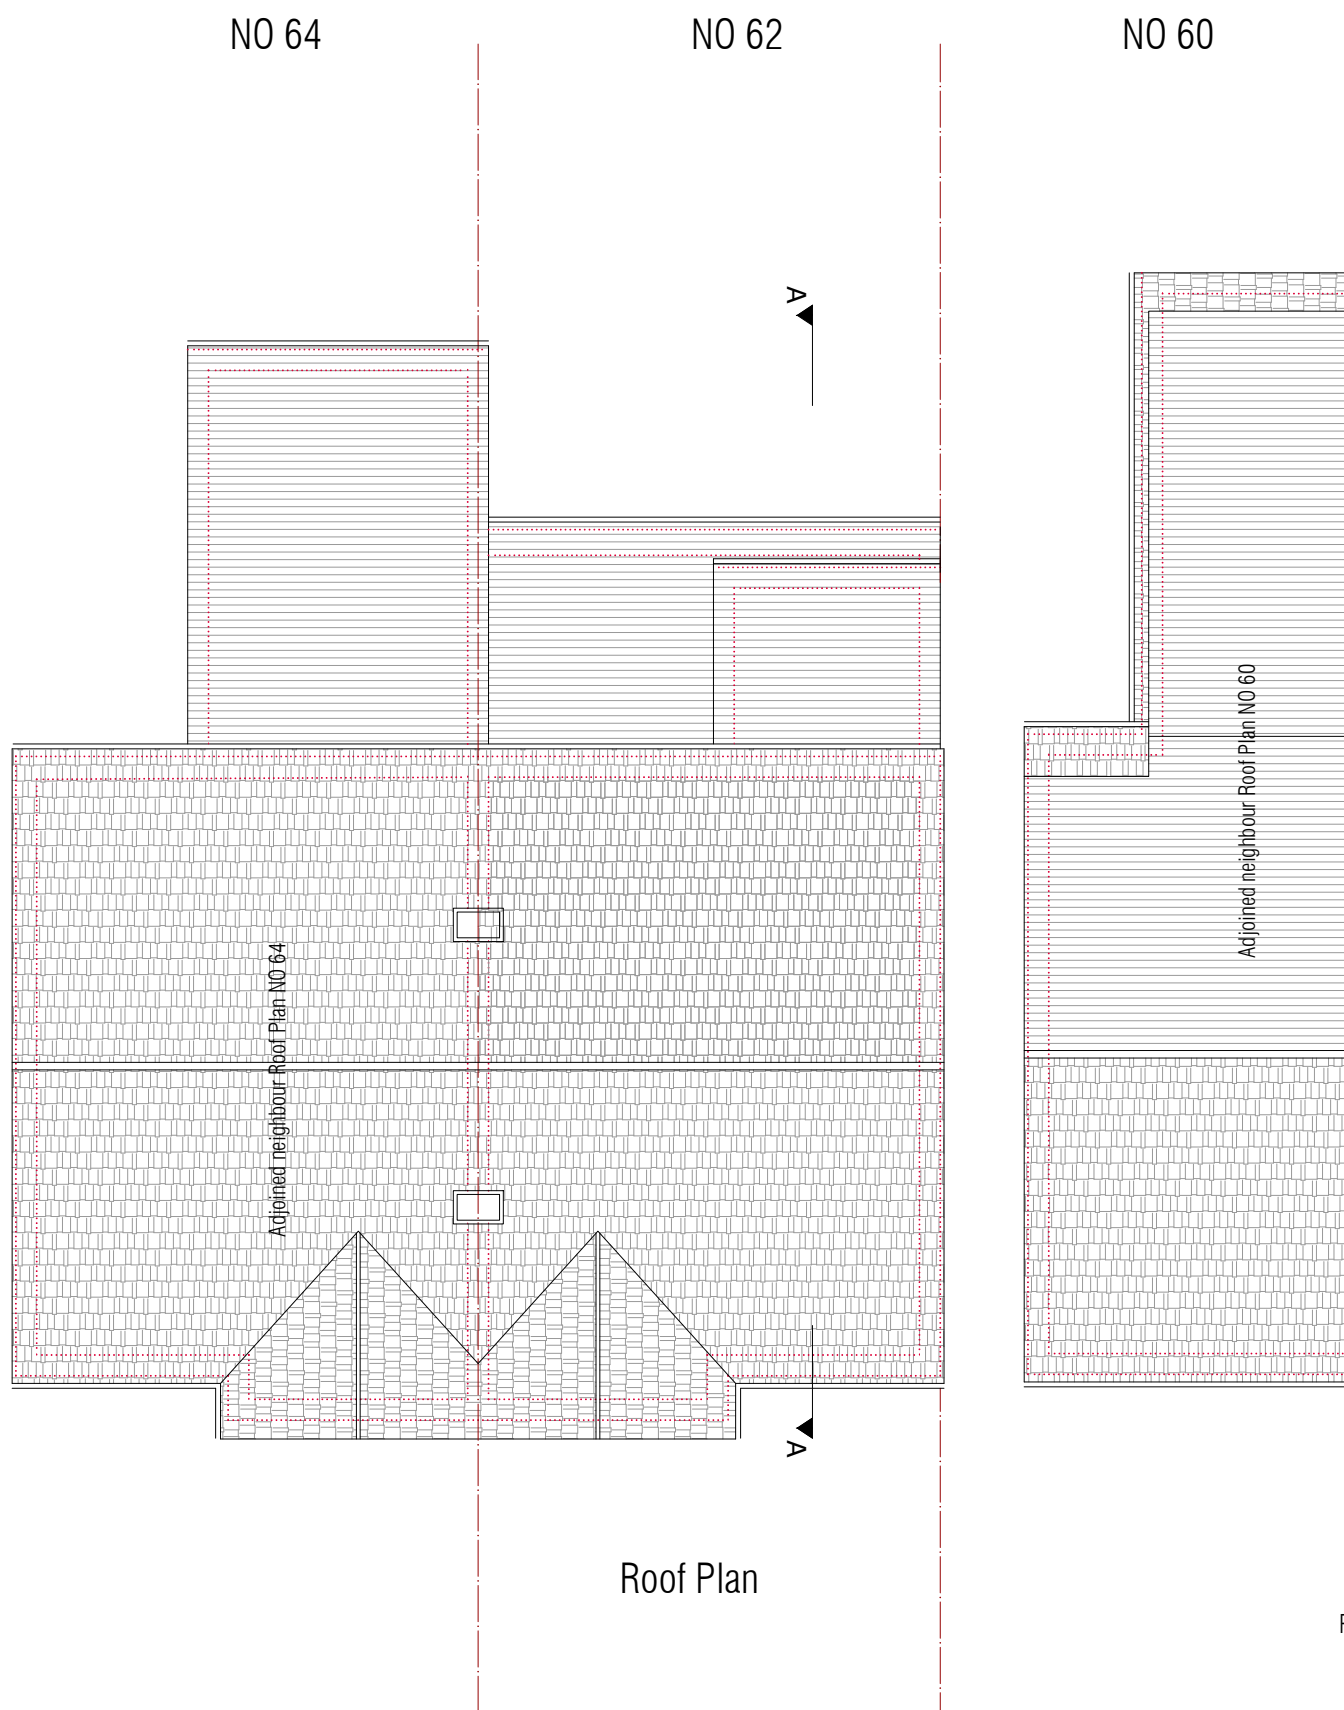 NO 64
NO 62
NO 60
A
Adjoined neighbour Roof Plan NO 60
Adjoined neighbour Roof Plan NO 64
A
Roof Plan